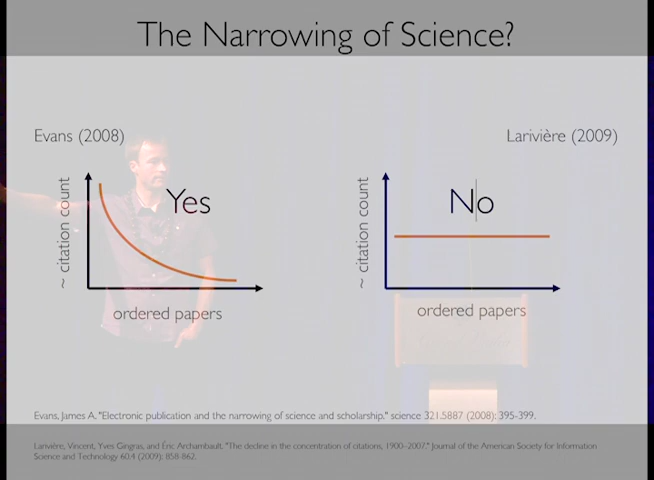 The Narrowing of Science?
Evans (2008)
Larivière (2009)
~ citation count
Yes
ordered papers
~ citation count
No
ordered papers
Evans, James A. "Electronic publication and the narrowing of science and scholarship." science 321.5887 (2008): 395-399.
Larivière, Vincent, Yves Gingras, and Éric Archambault. "The decline in the concentration of citations, 1900–2007." Journal of the American Society for Information
Science and Technology 60.4 (2009): 858-862.